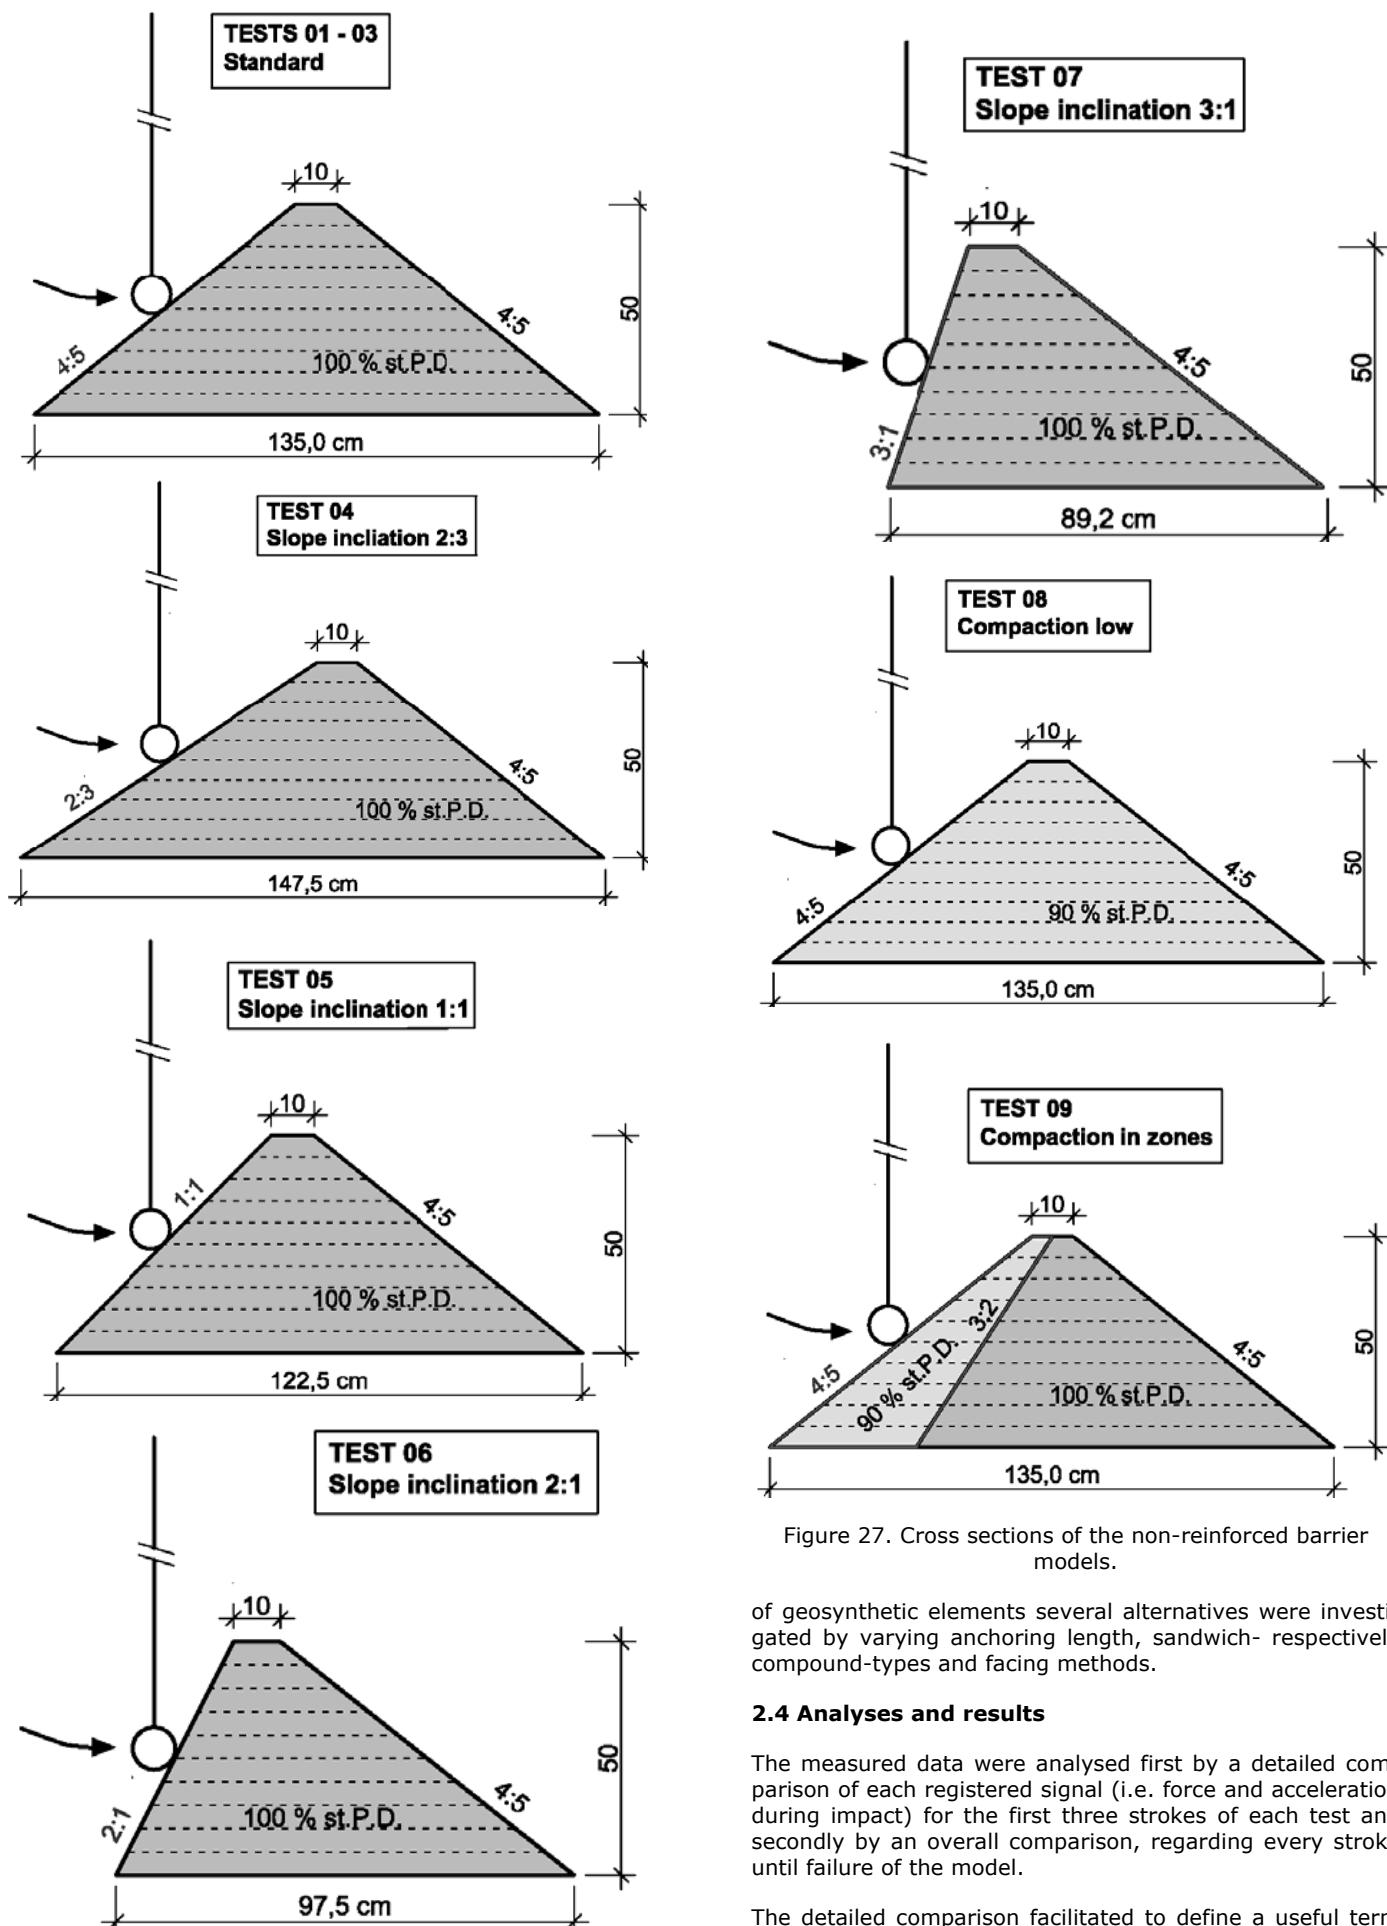 TESTS 01 - 03
Standard
10
50
4:5
4:5
100 % st.P.D.
135,0 cm
TEST 04
Slope incliation 2:3
10
50
2:3
4:5
100 % st.P.D.
147,5 cm
TEST 05
Slope inclination 1:1
10
50
1:1
4:5
100 % st.P.D.
122,5 cm
TEST 06
Slope inclination 2:1
10
50
2:1
4:5
100 % st.P.D.
97,5 cm
TEST 07
Slope inclination 3:1
10
50
3:1
4:5
100 % st.P.D.
89,2 cm
TEST 08
Compaction low
10
50
4:5
4:5
90 % st.P.D.
135,0 cm
TEST 09
Compaction in zones
10
50
4:5
90 % st.P.D.
3:2
4:5
100 % st.P.D.
135,0 cm
Figure 27. Cross sections of the non-reinforced barrier
models.
of geosynthetic elements several alternatives were investi
gated by varying anchoring length, sandwich- respectivel
compound-types and facing methods.
2.4 Analyses and results
The measured data were analysed first by a detailed com
parison of each registered signal (i.e. force and acceleratio
during impact) for the first three strokes of each test an
secondly by an overall comparison, regarding every strok
until failure of the model.
The detailed comparison facilitated to define a useful term